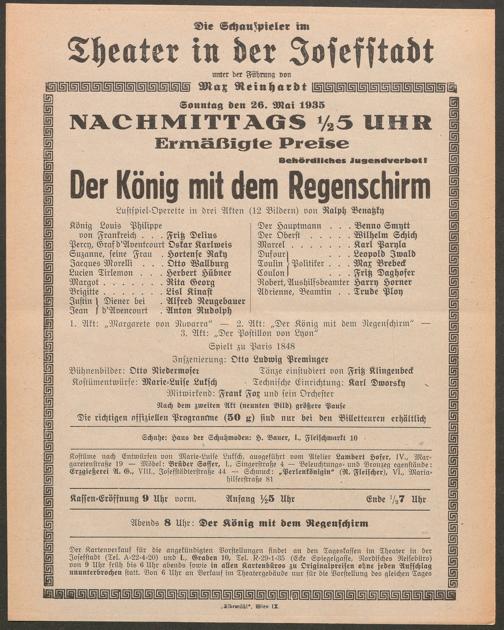 Die Schauspieler im
Theater in der Josefstadt
unter der Führung von
Max Reinhardt
Sonntag den 26. Mai 1935
NACHMITTAGS ½5 UHR
Ermäßigte Preise
Behördliches Jugendverbot!
Der König mit dem Regenschirm
Lustspiel-Operette in drei Akten (12 Bildern) von Ralph Benatzky
König Louis Philippe
von Frankreich . . . . Fritz Delius
Percy, Graf d'Aventcourt Oskar Karlweis
Suzanne, seine Frau . Hortense Raky
Jacques Morelli . . . Otto Wallburg
Lucien Tirlemon . . . Herbert Hübner
Margot . . . . . . . Rita Georg
Brigitte . . . . . . . Lisl Kinast
Justin } Diener bei . Alfred Neugebauer
Jean } d'Aventcourt . Anton Rudolph
Der Hauptmann . . . Benno Smytt
Der Oberst . . . . . Wilhelm Schich
Marcel . . . . . . . Karl Paryla
Dufour . . . . . . . Leopold Zwald
Toulin } Politiker . . . Max Brebeck
Coulon } . . . Fritz Daghofer
Robert, Aushilfsbeamter Harry Horner
Adrienne, Beamtin . . Trude Ploy
1. Akt: „Margarete von Navarra" — 2. Akt: „Der König mit dem Regenschirm" —
3. Akt: „Der Postillon von Lyon"
Spielt zu Paris 1848
Inszenierung: Otto Ludwig Preminger
Bühnenbilder: Otto Niedermoser Tänze einstudiert von Fritz Klingenbeck
Kostümentwürfe: Marie-Luise Luksch Technische Einrichtung: Karl Dworsky
Mitwirkend: Frank Fox und sein Orchester
Nach dem zweiten Akt (neunten Bild) größere Pause
Die richtigen offiziellen Programme (50 g) sind nur bei den Billetteuren erhältlich
Schuhe: Haus der Schuhmoden: H. Bauer, I., Fleischmarkt 10
Kostüme nach Entwürfen von Marie-Luise Luksch, ausgeführt vom Atelier Lambert Hofer, IV., Mar-
garetenstraße 19 — Möbel: Brüder Soffer, I., Singerstraße 4 — Beleuchtungs- und Bronzegegenstände:
Erzgießerei A. G., VIII., Josefstädterstraße 44 — Schmuck: „Perlenkönigin" (R. Fleischer), VI., Maria-
hilferstraße 81
Kassen-Eröffnung 9 Uhr vorm. Anfang ½5 Uhr Ende ½7 Uhr
Abends 8 Uhr: Der König mit dem Regenschirm
Der Kartenverkauf für die angekündigten Vorstellungen findet an den Tageskassen im Theater in der
Josefstadt (Tel. A-22-4-20) und I., Graben 10, Tel. R-29-1-35 (Ecke Spiegelgasse, Nordisches Reisebüro)
von 9 Uhr früh bis 6 Uhr abends sowie in allen Kartenbüros zu Originalpreisen ohne jeden Aufschlag
ununterbrochen statt. Von 6 Uhr an Verkauf im Theatergebäude nur für die Vorstellung des gleichen Tages
Wien IX.